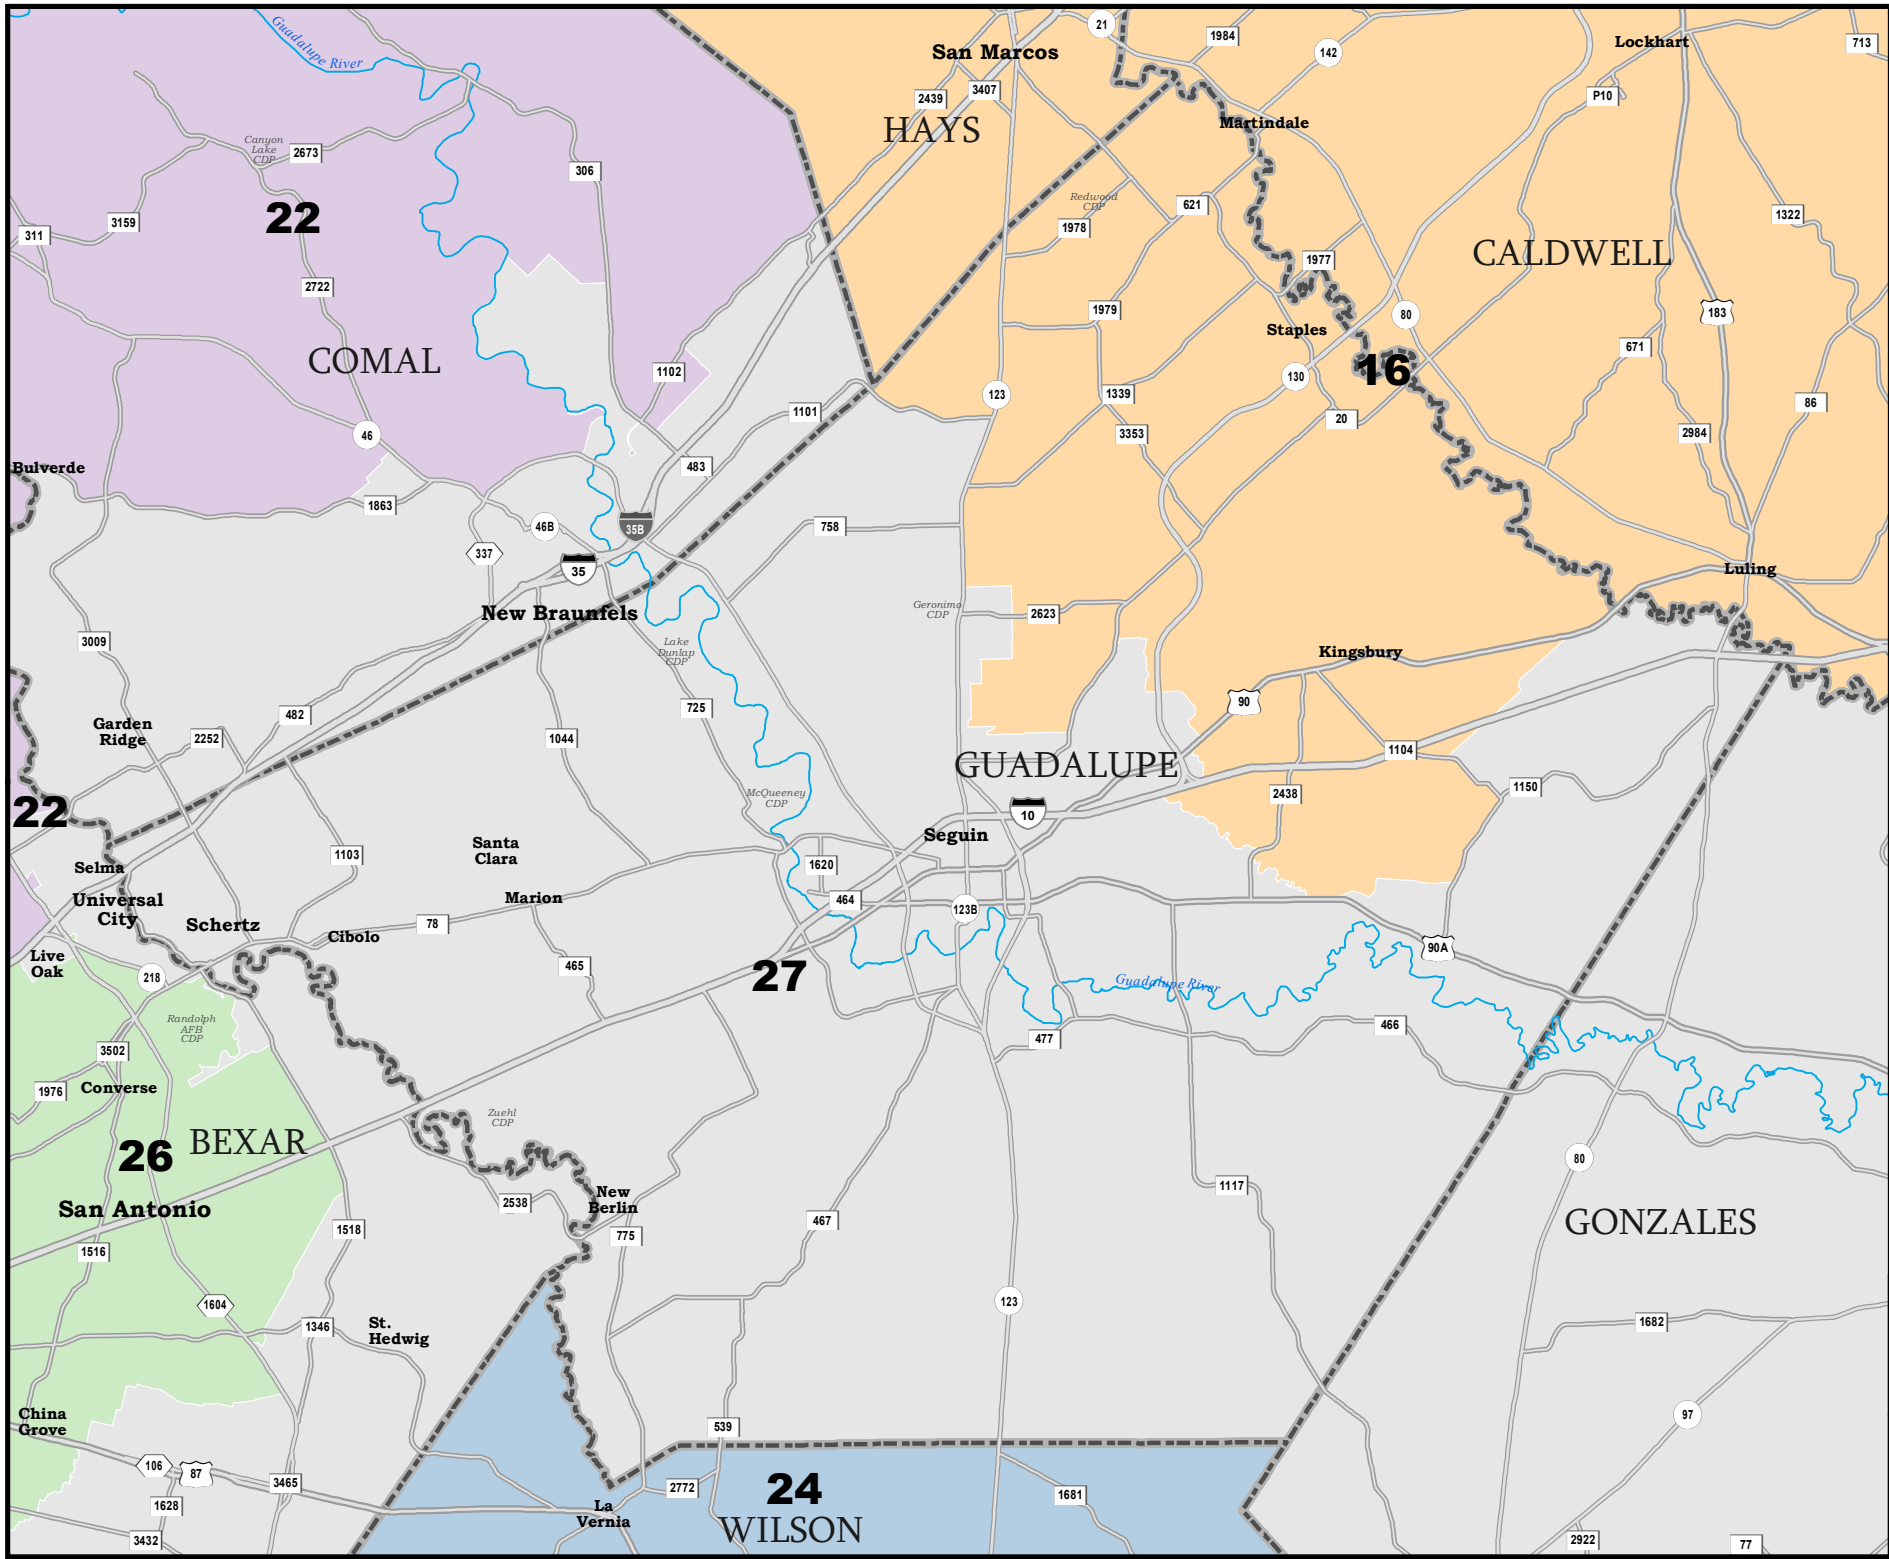 Guadalupe River
San Marcos
21
1984
142
Lockhart
713
2439
3407
P10
HAYS
Martindale
Canyon
Lake
CDP
2673
306
Redwood
CDP
621
1978
3159
22
311
1322
1977
CALDWELL
2722
1979
80
183
Staples
COMAL
671
1102
16
130
123
1339
86
1101
20
46
3353
2984
Bulverde
483
1863
46B
35B
758
337
35
Luling
New Braunfels
Geronimo
CDP
2623
3009
Lake
Dunlap
CDP
Kingsbury
90
725
482
Garden
Ridge
2252
1044
1104
GUADALUPE
1150
2438
McQueeney
CDP
22
10
Seguin
Santa
Clara
1103
1620
Selma
Universal
City
Marion
464
123B
Schertz
78
Cibolo
90A
Live
Oak
218
465
27
Guadalupe River
Randolph
AFB
CDP
466
477
3502
1976
Converse
Zuehl
CDP
26
BEXAR
80
1117
New
Berlin
2538
San Antonio
467
GONZALES
1518
775
1516
1604
123
1346
St.
Hedwig
1682
China
Grove
97
539
106
87
3465
2772
24
1681
1628
La
Vernia
WILSON
3432
2922
77